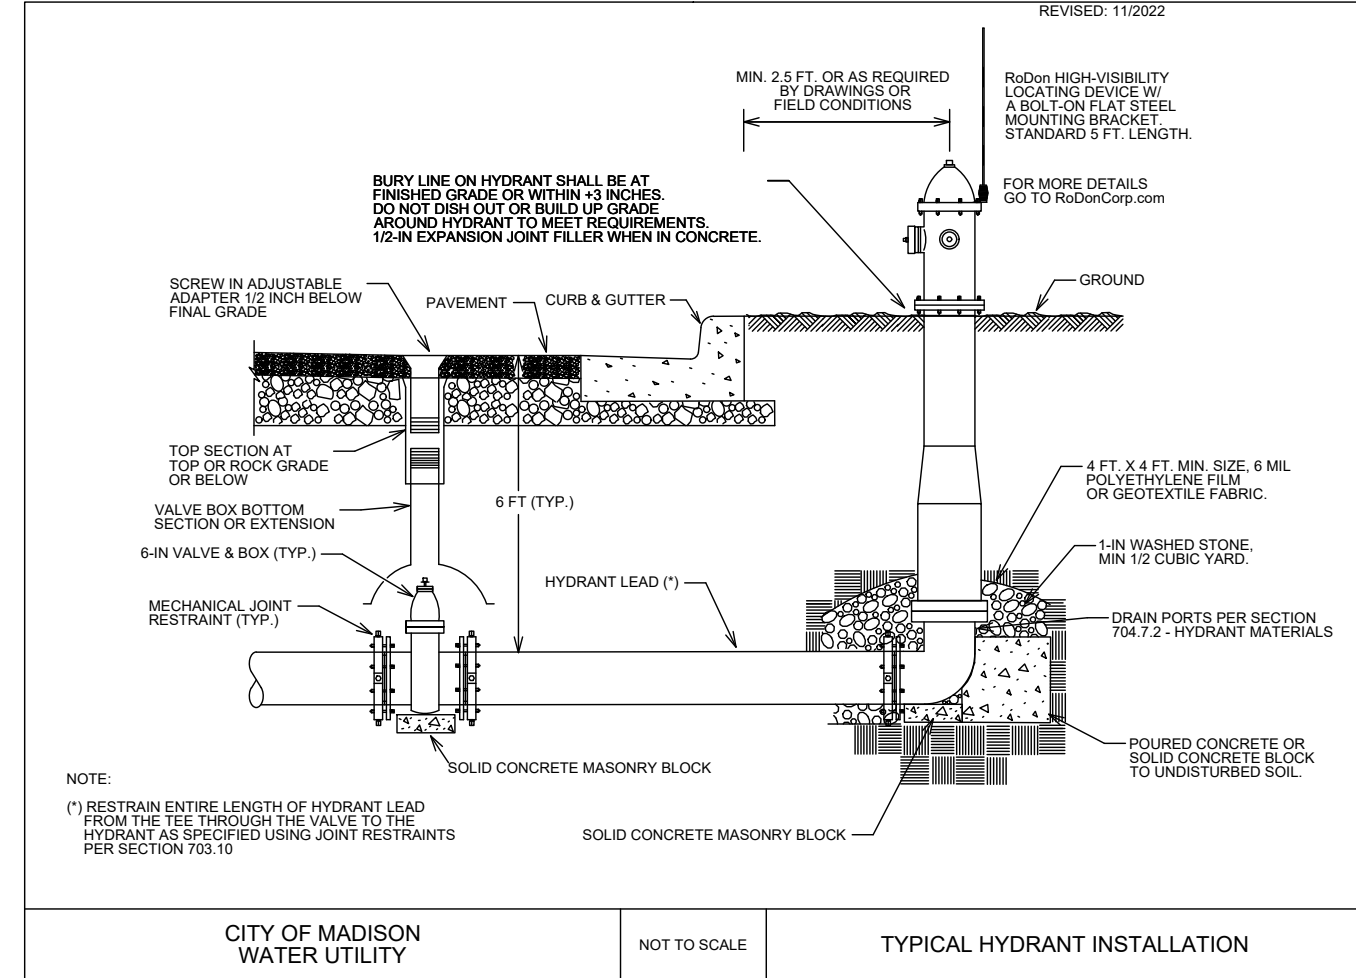 REVISED: 11/2022
MIN. 2.5 FT. OR AS REQUIRED
BY DRAWINGS OR
FIELD CONDITIONS
RoDon HIGH-VISIBILITY
LOCATING DEVICE W/
A BOLT-ON FLAT STEEL
MOUNTING BRACKET.
STANDARD 5 FT. LENGTH.
FOR MORE DETAILS
GO TO RoDonCorp.com
BURY LINE ON HYDRANT SHALL BE AT
FINISHED GRADE OR WITHIN +3 INCHES.
DO NOT DISH OUT OR BUILD UP GRADE
AROUND HYDRANT TO MEET REQUIREMENTS.
1/2-IN EXPANSION JOINT FILLER WHEN IN CONCRETE.
SCREW IN ADJUSTABLE
ADAPTER 1/2 INCH BELOW
FINAL GRADE
PAVEMENT
CURB & GUTTER
GROUND
TOP SECTION AT
TOP OR ROCK GRADE
OR BELOW
VALVE BOX BOTTOM
SECTION OR EXTENSION
6-IN VALVE & BOX (TYP.)
MECHANICAL JOINT
RESTRAINT (TYP.)
6 FT (TYP.)
HYDRANT LEAD (*)
4 FT. X 4 FT. MIN. SIZE, 6 MIL
POLYETHYLENE FILM
OR GEOTEXTILE FABRIC.
1-IN WASHED STONE,
MIN 1/2 CUBIC YARD.
DRAIN PORTS PER SECTION
704.7.2 - HYDRANT MATERIALS
POURED CONCRETE OR
SOLID CONCRETE BLOCK
TO UNDISTURBED SOIL.
SOLID CONCRETE MASONRY BLOCK
SOLID CONCRETE MASONRY BLOCK
NOTE:
(*) RESTRAIN ENTIRE LENGTH OF HYDRANT LEAD
FROM THE TEE THROUGH THE VALVE TO THE
HYDRANT AS SPECIFIED USING JOINT RESTRAINTS
PER SECTION 703.10
CITY OF MADISON
WATER UTILITY
NOT TO SCALE
TYPICAL HYDRANT INSTALLATION